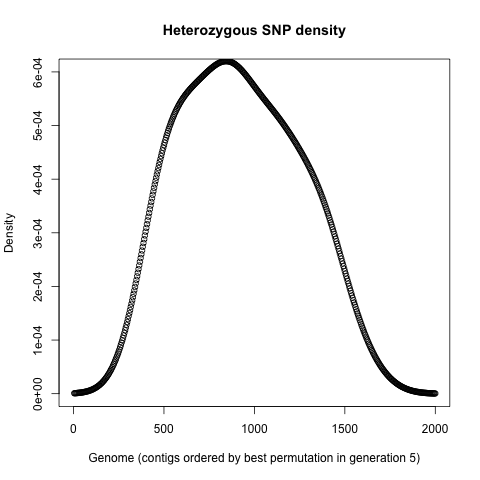 Heterozygous SNP density
Density
6e-04
5e-04
4e-04
3e-04
2e-04
1e-04
0e+00
0 500 1000 1500 2000
Genome (contigs ordered by best permutation in generation 5)